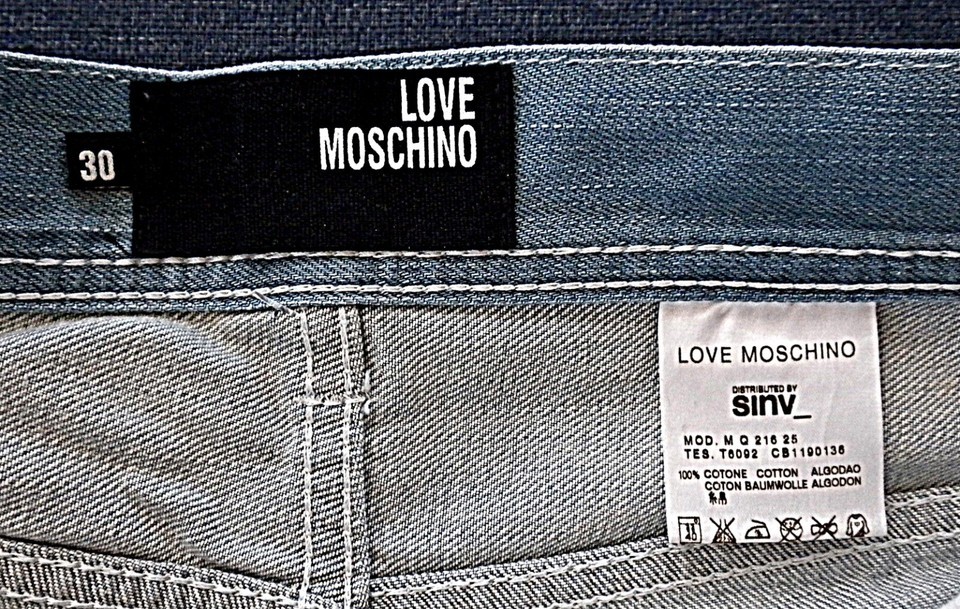 LOVE
MOSCHINO
30
LOVE MOSCHINO
DISTRIBUTED BY
sinv_
MOD. M Q 216 25
TES. T6092 CB1190136
100% COTONE COTTON ALGODAO
COTON BAUMWOLLE ALGODON